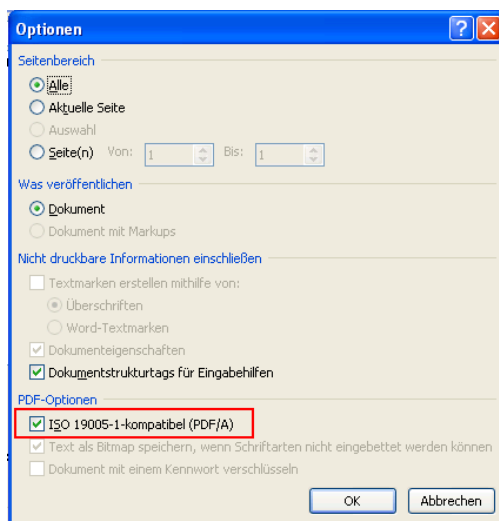 Optionen
Seitenbereich
Alle
Aktuelle Seite
Auswahl
Seite(n) Von: 1 Bis: 1
Was veröffentlichen
Dokument
Dokument mit Markups
Nicht druckbare Informationen einschließen
Textmarken erstellen mithilfe von:
Überschriften
Word-Textmarken
Dokumenteigenschaften
Dokumentstrukturtags für Eingabehilfen
PDF-Optionen
ISO 19005-1-kompatibel (PDF/A)
Text als Bitmap speichern, wenn Schriftarten nicht eingebettet werden können
Dokument mit einem Kennwort verschlüsseln
OK Abbrechen